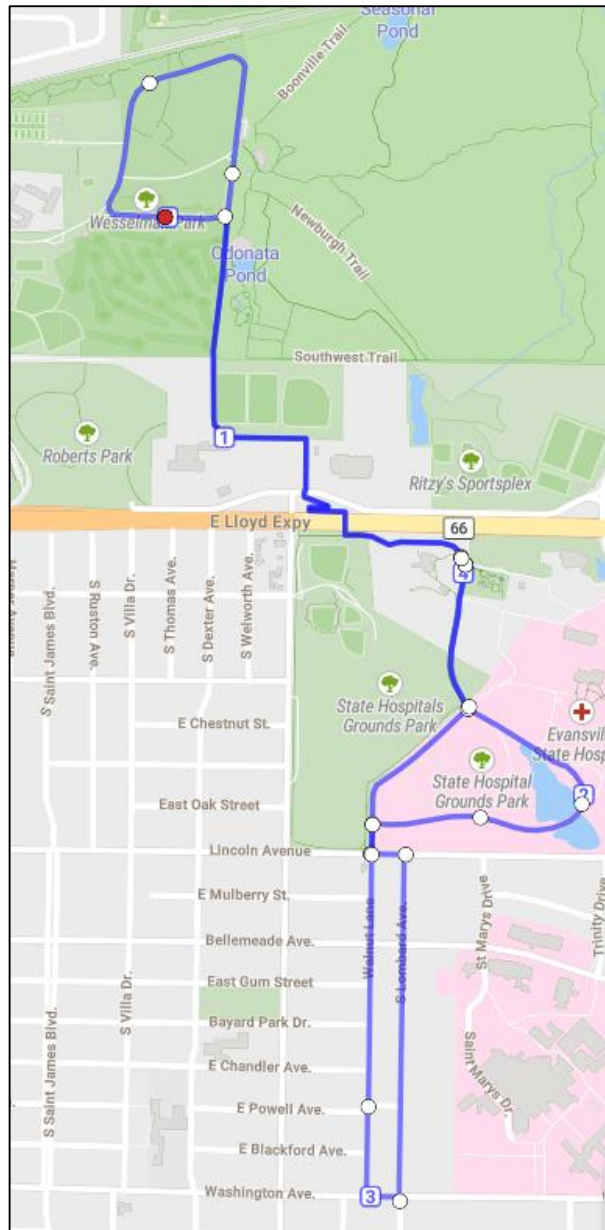 Seasonal
Pond
Boonville Trail
Wesselman Park
Newburgh Trail
Odonata
Pond
Southwest Trail
1
Roberts Park
Ritzy's Sportsplex
66
E Lloyd Expy
4
S Saint James Blvd.
S Ruston Ave.
S Villa Dr.
S Thomas Ave.
S Dexter Ave.
S Welworth Ave.
State Hospitals
Grounds Park
E Chestnut St.
Evansvil
State Hosp
State Hospital
Grounds Park
East Oak Street
Lincoln Avenue
E Mulberry St.
St Marys Drive
Trinity Drive
Walnut Lane
S Lombard Ave.
Bellemeade Ave.
East Gum Street
S Villa Dr.
Bayard Park Dr.
S Saint James Blvd.
E Chandler Ave.
Saint Marys Dr.
E Powell Ave.
E Blackford Ave.
Washington Ave.
3